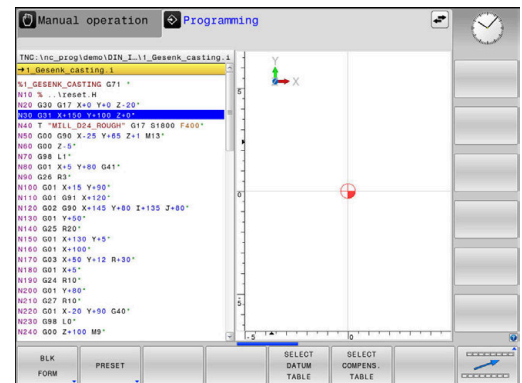 Manual operation
Programming
TNC:\nc_prog\demo\DIN_I…\1_Gesenk_casting.i
→1_Gesenk_casting.i
%1_GESENK_CASTING G71 *
N10 % ..\reset.H
N20 G30 G17 X+0 Y+0 Z-20*
N30 G31 X+150 Y+100 Z+0*
N40 T "MILL_D24_ROUGH" G17 S1800 F400*
N50 G00 G90 X-25 Y+65 Z+1 M13*
N60 G00 Z-5*
N70 G98 L1*
N80 G01 X+5 Y+80 G41*
N90 G26 R3*
N100 G01 X+15 Y+90*
N110 G01 G91 X+120*
N120 G02 G90 X+145 Y+80 I+135 J+80*
N130 G01 Y+50*
N140 G25 R20*
N150 G01 X+130 Y+5*
N160 G01 X+100*
N170 G03 X+50 Y+12 R+30*
N180 G01 X+5*
N190 G24 R10*
N200 G01 Y+80*
N210 G27 R10*
N220 G01 X-20 Y+90 G40*
N230 G98 L0*
N240 G00 Z+100 M9*
Y
X
5
0
5
-5
0
BLK
FORM
PRESET
SELECT
DATUM
TABLE
SELECT
COMPENS.
TABLE